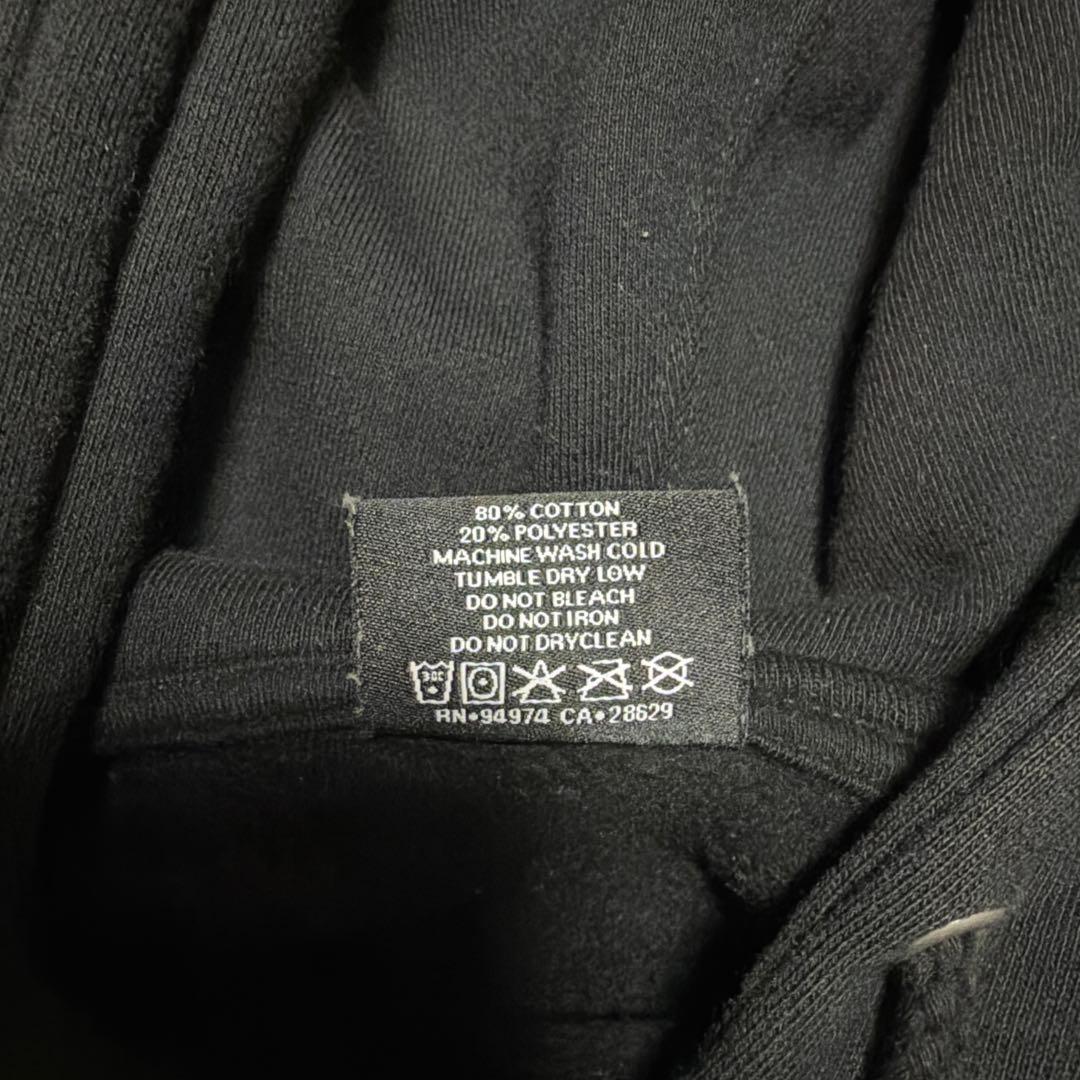 80% COTTON
20% POLYESTER
MACHINE WASH COLD
TUMBLE DRY LOW
DO NOT BLEACH
DO NOT IRON
DO NOT DRYCLEAN
RN•94974 CA•28629